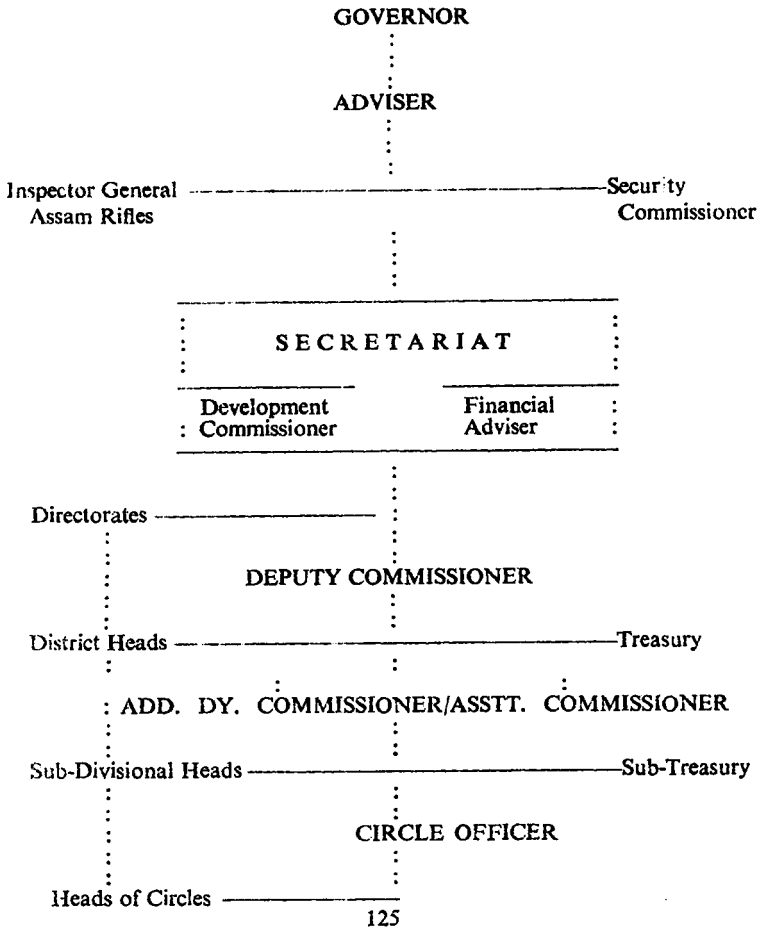 GOVERNOR
ADVISER
Inspector General Security
Assam Rifles Commissioner
SECRETARIAT
Development Financial
Commissioner Adviser
Directorates
DEPUTY COMMISSIONER
District Heads Treasury
ADD. DY. COMMISSIONER/ASSTT. COMMISSIONER
Sub-Divisional Heads Sub-Treasury
CIRCLE OFFICER
Heads of Circles
125